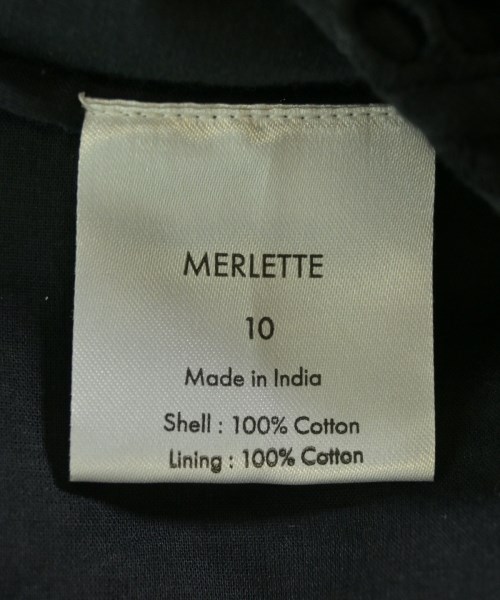 MERLETTE
10
Made in India
Shell : 100% Cotton
Lining : 100% Cotton